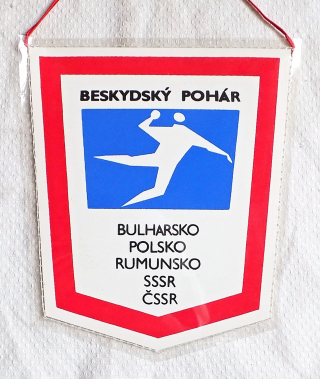 BESKYDSKÝ POHÁR
BULHARSKO
POLSKO
RUMUNSKO
SSSR
ČSSR